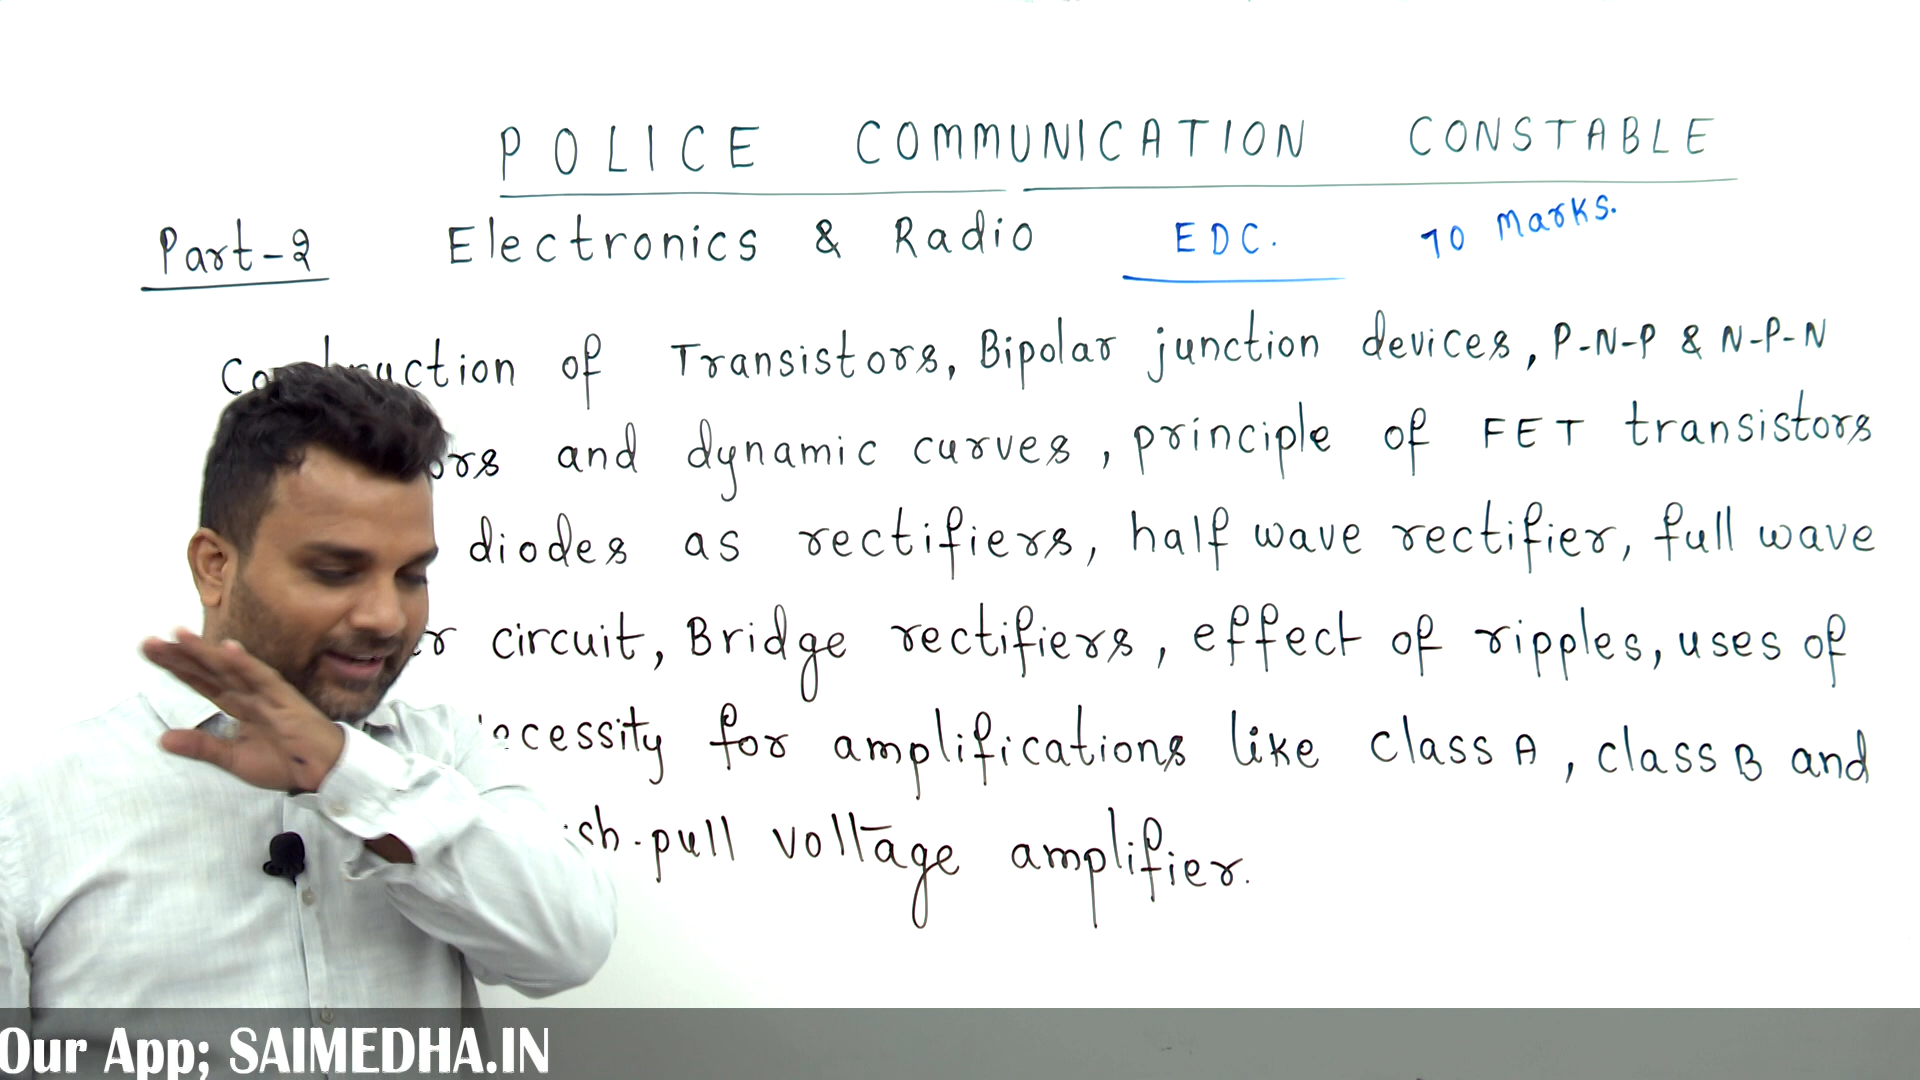 POLICE COMMUNICATION CONSTABLE
Part-2 Electronics & Radio EDC. 70 Marks.
of Transistors, Bipolar junction devices, P-N-P & N-P-N
and dynamic curves, principle of FET transistors
diodes as rectifiers, half wave rectifier, full wave
circuit, Bridge rectifiers, effect of ripples, uses of
for amplifications like class A, class B and
pull voltage amplifier.
Our App; SAIMEDHA.IN